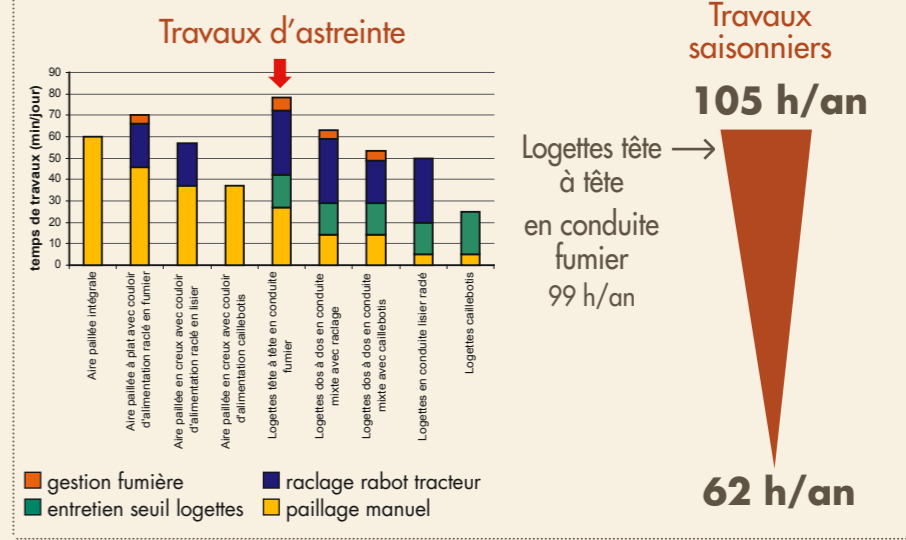 Travaux d'astreinte
temps de travaux (min/jour)
90
80
70
60
50
40
30
20
10
0
Aire paillée intégrale
Aire paillée à plat avec couloir
d'alimentation raclé en fumier
Aire paillée en creux avec couloir
d'alimentation raclé en lisier
Aire paillée en creux avec couloir
d'alimentation caillebotis
Logettes tête à tête en conduite
fumier
Logettes dos à dos en conduite
mixte avec raclage
Logettes dos à dos en conduite
mixte avec caillebotis
Logettes en conduite lisier raclé
Logettes caillebotis
gestion fumière
raclage rabot tracteur
entretien seuil logettes
paillage manuel
Travaux
saisonniers
105 h/an
Logettes tête
à tête
en conduite
fumier
99 h/an
62 h/an